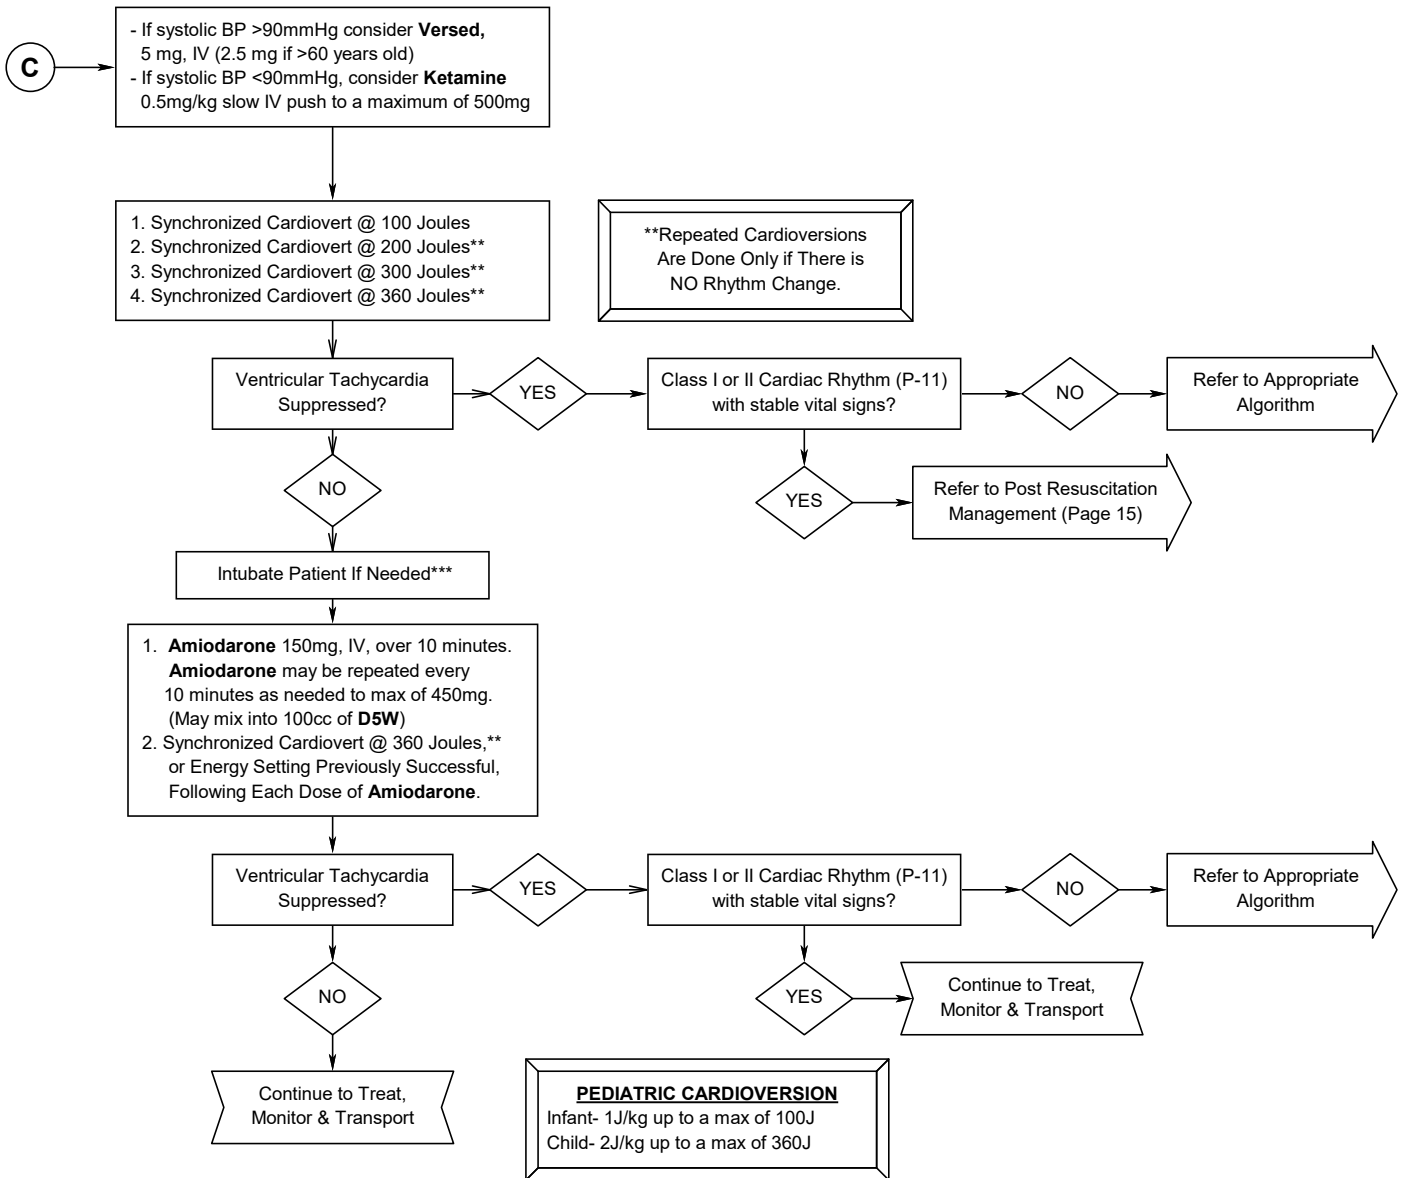 C
- If systolic BP >90mmHg consider Versed,
5 mg, IV (2.5 mg if >60 years old)
- If systolic BP <90mmHg, consider Ketamine
0.5mg/kg slow IV push to a maximum of 500mg
1. Synchronized Cardiovert @ 100 Joules
2. Synchronized Cardiovert @ 200 Joules**
3. Synchronized Cardiovert @ 300 Joules**
4. Synchronized Cardiovert @ 360 Joules**
**Repeated Cardioversions
Are Done Only if There is
NO Rhythm Change.
Ventricular Tachycardia
Suppressed?
YES
Class I or II Cardiac Rhythm (P-11)
with stable vital signs?
NO
Refer to Appropriate
Algorithm
NO
YES
Refer to Post Resuscitation
Management (Page 15)
Intubate Patient If Needed***
1. Amiodarone 150mg, IV, over 10 minutes.
Amiodarone may be repeated every
10 minutes as needed to max of 450mg.
(May mix into 100cc of D5W)
2. Synchronized Cardiovert @ 360 Joules,**
or Energy Setting Previously Successful,
Following Each Dose of Amiodarone.
Ventricular Tachycardia
Suppressed?
YES
Class I or II Cardiac Rhythm (P-11)
with stable vital signs?
NO
Refer to Appropriate
Algorithm
NO
YES
Continue to Treat,
Monitor & Transport
Continue to Treat,
Monitor & Transport
PEDIATRIC CARDIOVERSION
Infant- 1J/kg up to a max of 100J
Child- 2J/kg up to a max of 360J